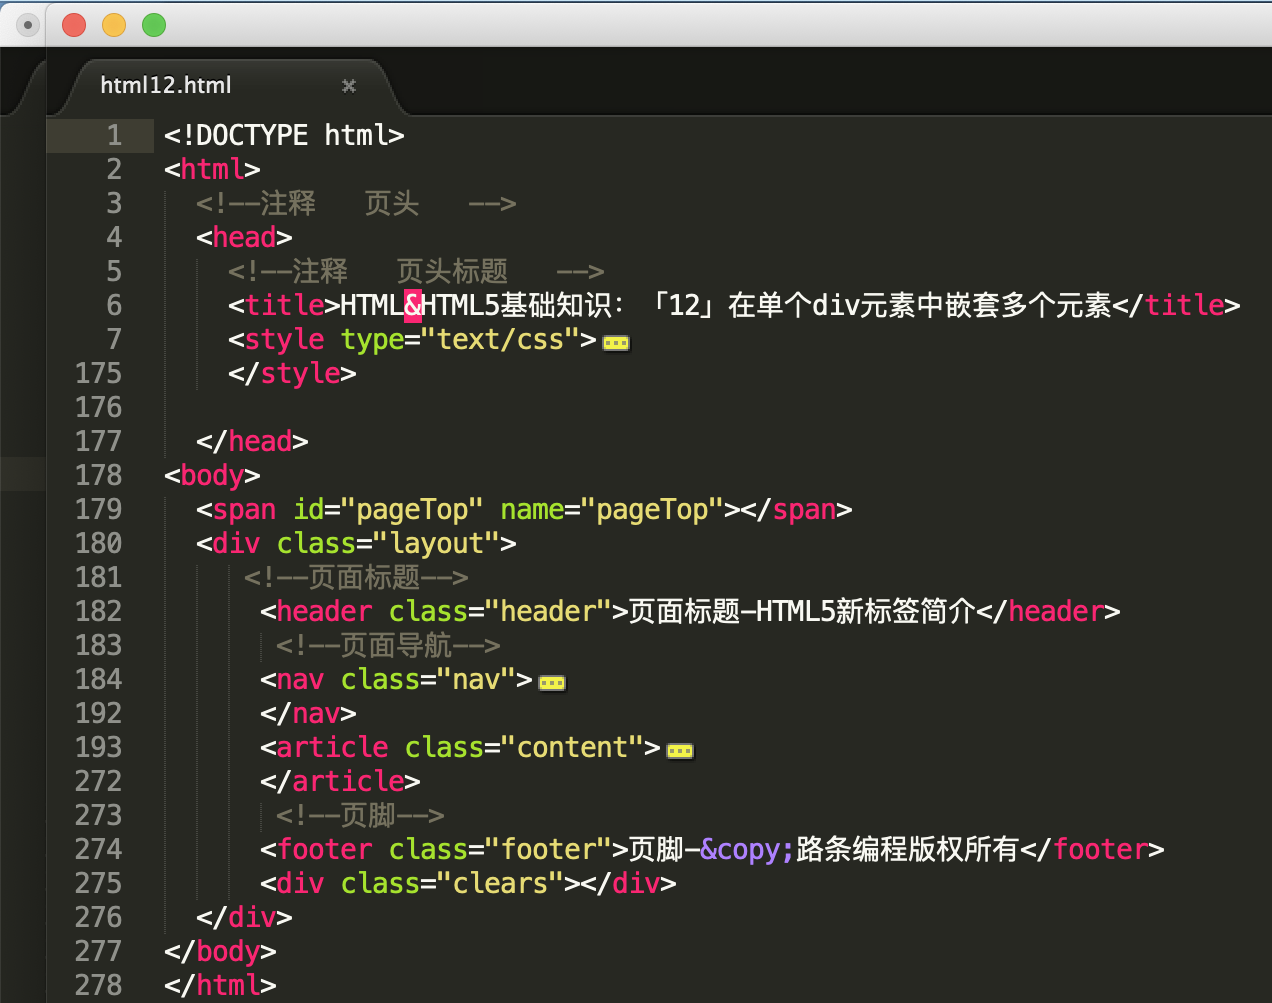 html12.html
1 <!DOCTYPE html>
2 <html>
3 <!--注释   页头   -->
4 <head>
5 <!--注释   页头标题   -->
6 <title>HTML&HTML5基础知识：「12」在单个div元素中嵌套多个元素</title>
7 <style type="text/css">
175 </style>
176
177 </head>
178 <body>
179 <span id="pageTop" name="pageTop"></span>
180 <div class="layout">
181 <!--页面标题-->
182 <header class="header">页面标题-HTML5新标签简介</header>
183 <!--页面导航-->
184 <nav class="nav">
192 </nav>
193 <article class="content">
272 </article>
273 <!--页脚-->
274 <footer class="footer">页脚-&copy;路条编程版权所有</footer>
275 <div class="clears"></div>
276 </div>
277 </body>
278 </html>